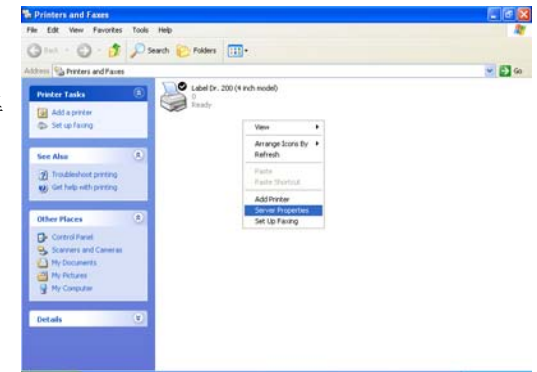 Printers and Faxes
File Edit View Favorites Tools Help
Back Search Folders
Address Printers and Faxes Go
Printer Tasks
Add a printer
Set up faxing
See Also
Troubleshoot printing
Get help with printing
Other Places
Control Panel
Scanners and Cameras
My Documents
My Pictures
My Computer
Details
Label Dr. 200 (4 inch model)
0
Ready
View
Arrange Icons By
Refresh
Paste
Paste Shortcut
Add Printer
Server Properties
Set Up Faxing